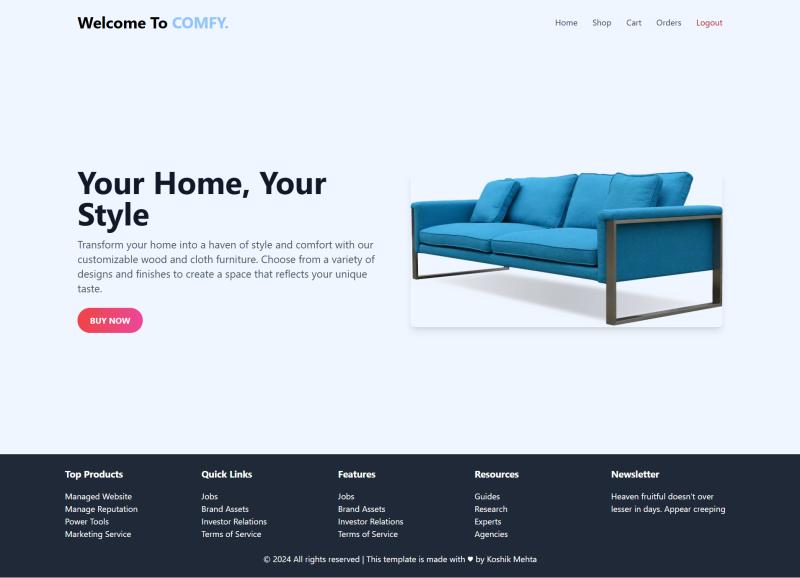 Welcome To COMFY.
Home Shop Cart Orders Logout
Your Home, Your
Style
Transform your home into a haven of style and comfort with our
customizable wood and cloth furniture. Choose from a variety of
designs and finishes to create a space that reflects your unique
taste.
BUY NOW
Top Products
Managed Website
Manage Reputation
Power Tools
Marketing Service
Quick Links
Jobs
Brand Assets
Investor Relations
Terms of Service
Features
Jobs
Brand Assets
Investor Relations
Terms of Service
Resources
Guides
Research
Experts
Agencies
Newsletter
Heaven fruitful doesn't over
lesser in days. Appear creeping
© 2024 All rights reserved | This template is made with ♥ by Koshik Mehta